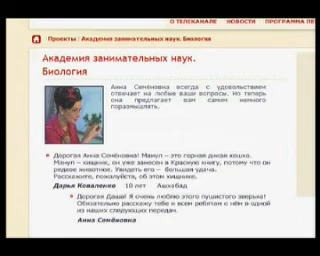 О ТЕЛЕКАНАЛЕ НОВОСТИ ПРОГРАММА ПЕ
Проекты / Академия занимательных наук. Биология
Академия занимательных наук.
Биология
Анна Семёновна всегда с удовольствием
отвечает на любые ваши вопросы. Но теперь
она предлагает вам самим немного
поразмышлять.
Дорогая Анна Семёновна! Манул – это горная дикая кошка.
Манул – хищник, он уже занесен в Красную книгу, потому что он
редкое животное. Увидеть его – большая удача.
Расскажите, пожалуйста, об этом хищнике.
Дарья Коваленко 10 лет Ашхабад
Дорогая Даша! Я очень люблю этого пушистого зверька!
Обязательно расскажу тебе и всем ребятам о нём в одной
из наших следующих передач.
Анна Семёновна